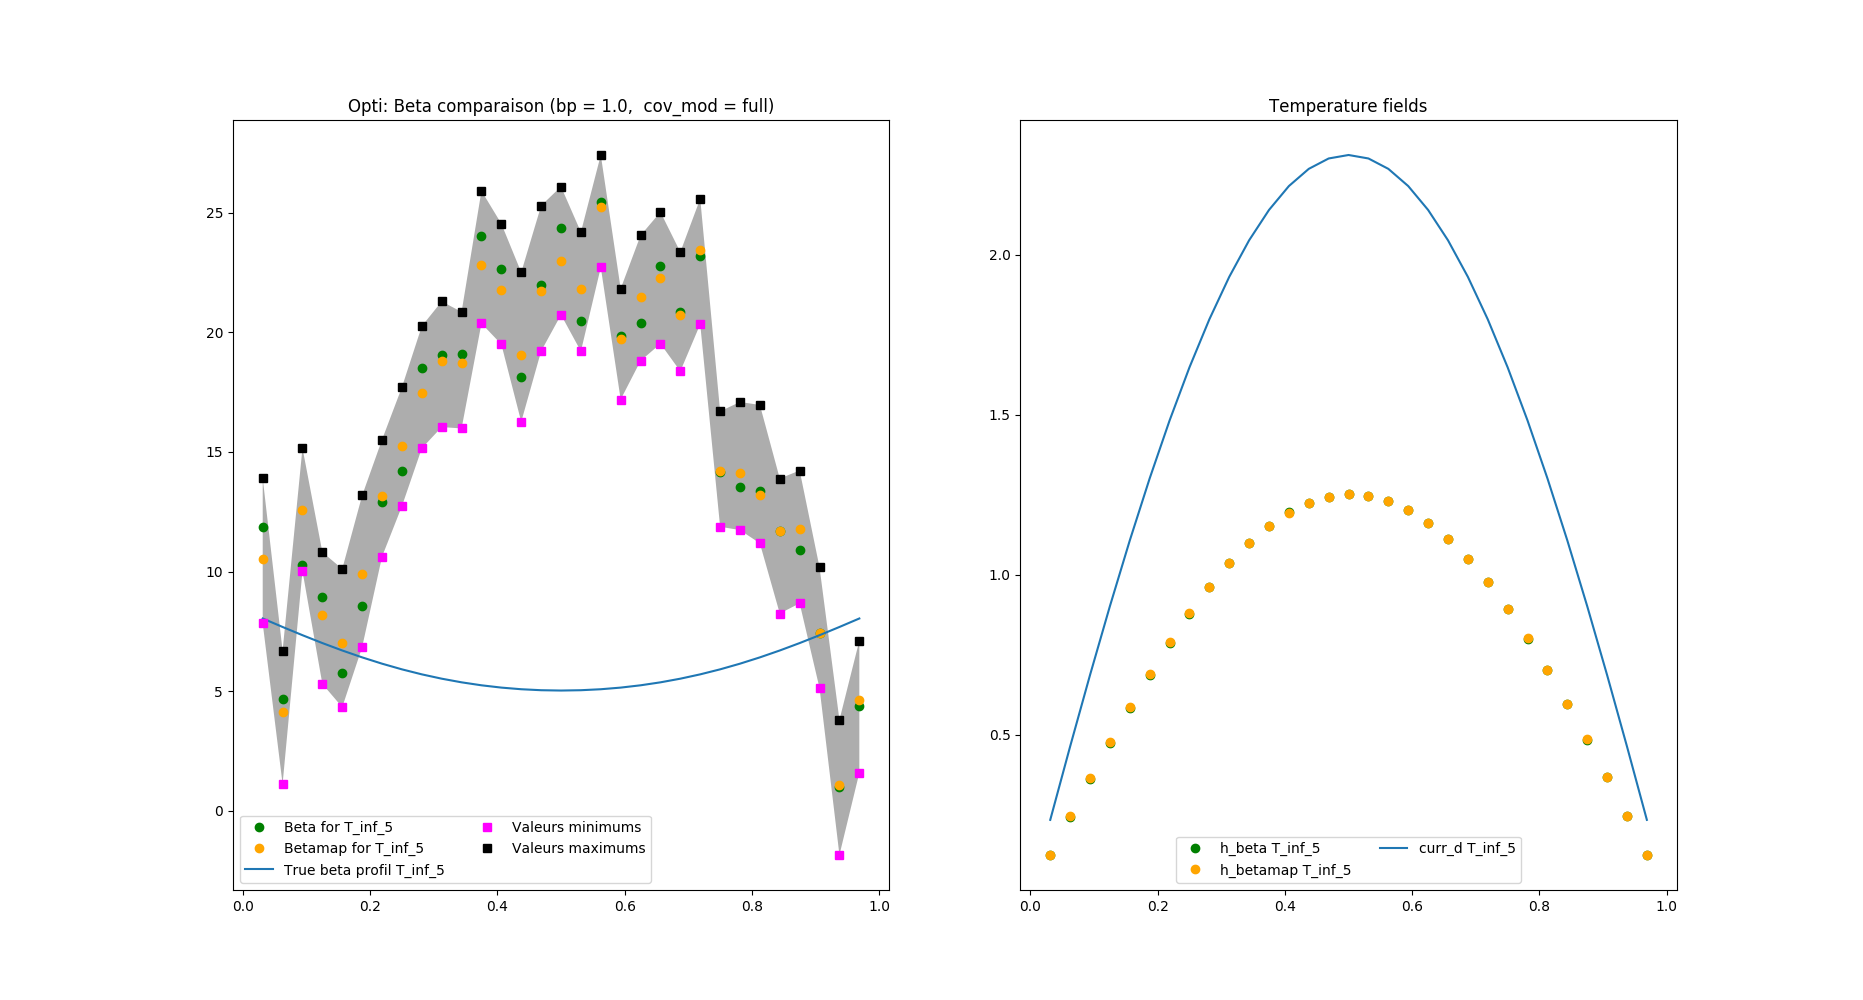 Opti: Beta comparaison (bp = 1.0,  cov_mod = full)
25
20
15
10
5
0
0.0 0.2 0.4 0.6 0.8 1.0
Beta for T_inf_5
Betamap for T_inf_5
True beta profil T_inf_5
Valeurs minimums
Valeurs maximums
Temperature fields
2.0
1.5
1.0
0.5
0.0 0.2 0.4 0.6 0.8 1.0
h_beta T_inf_5
h_betamap T_inf_5
curr_d T_inf_5